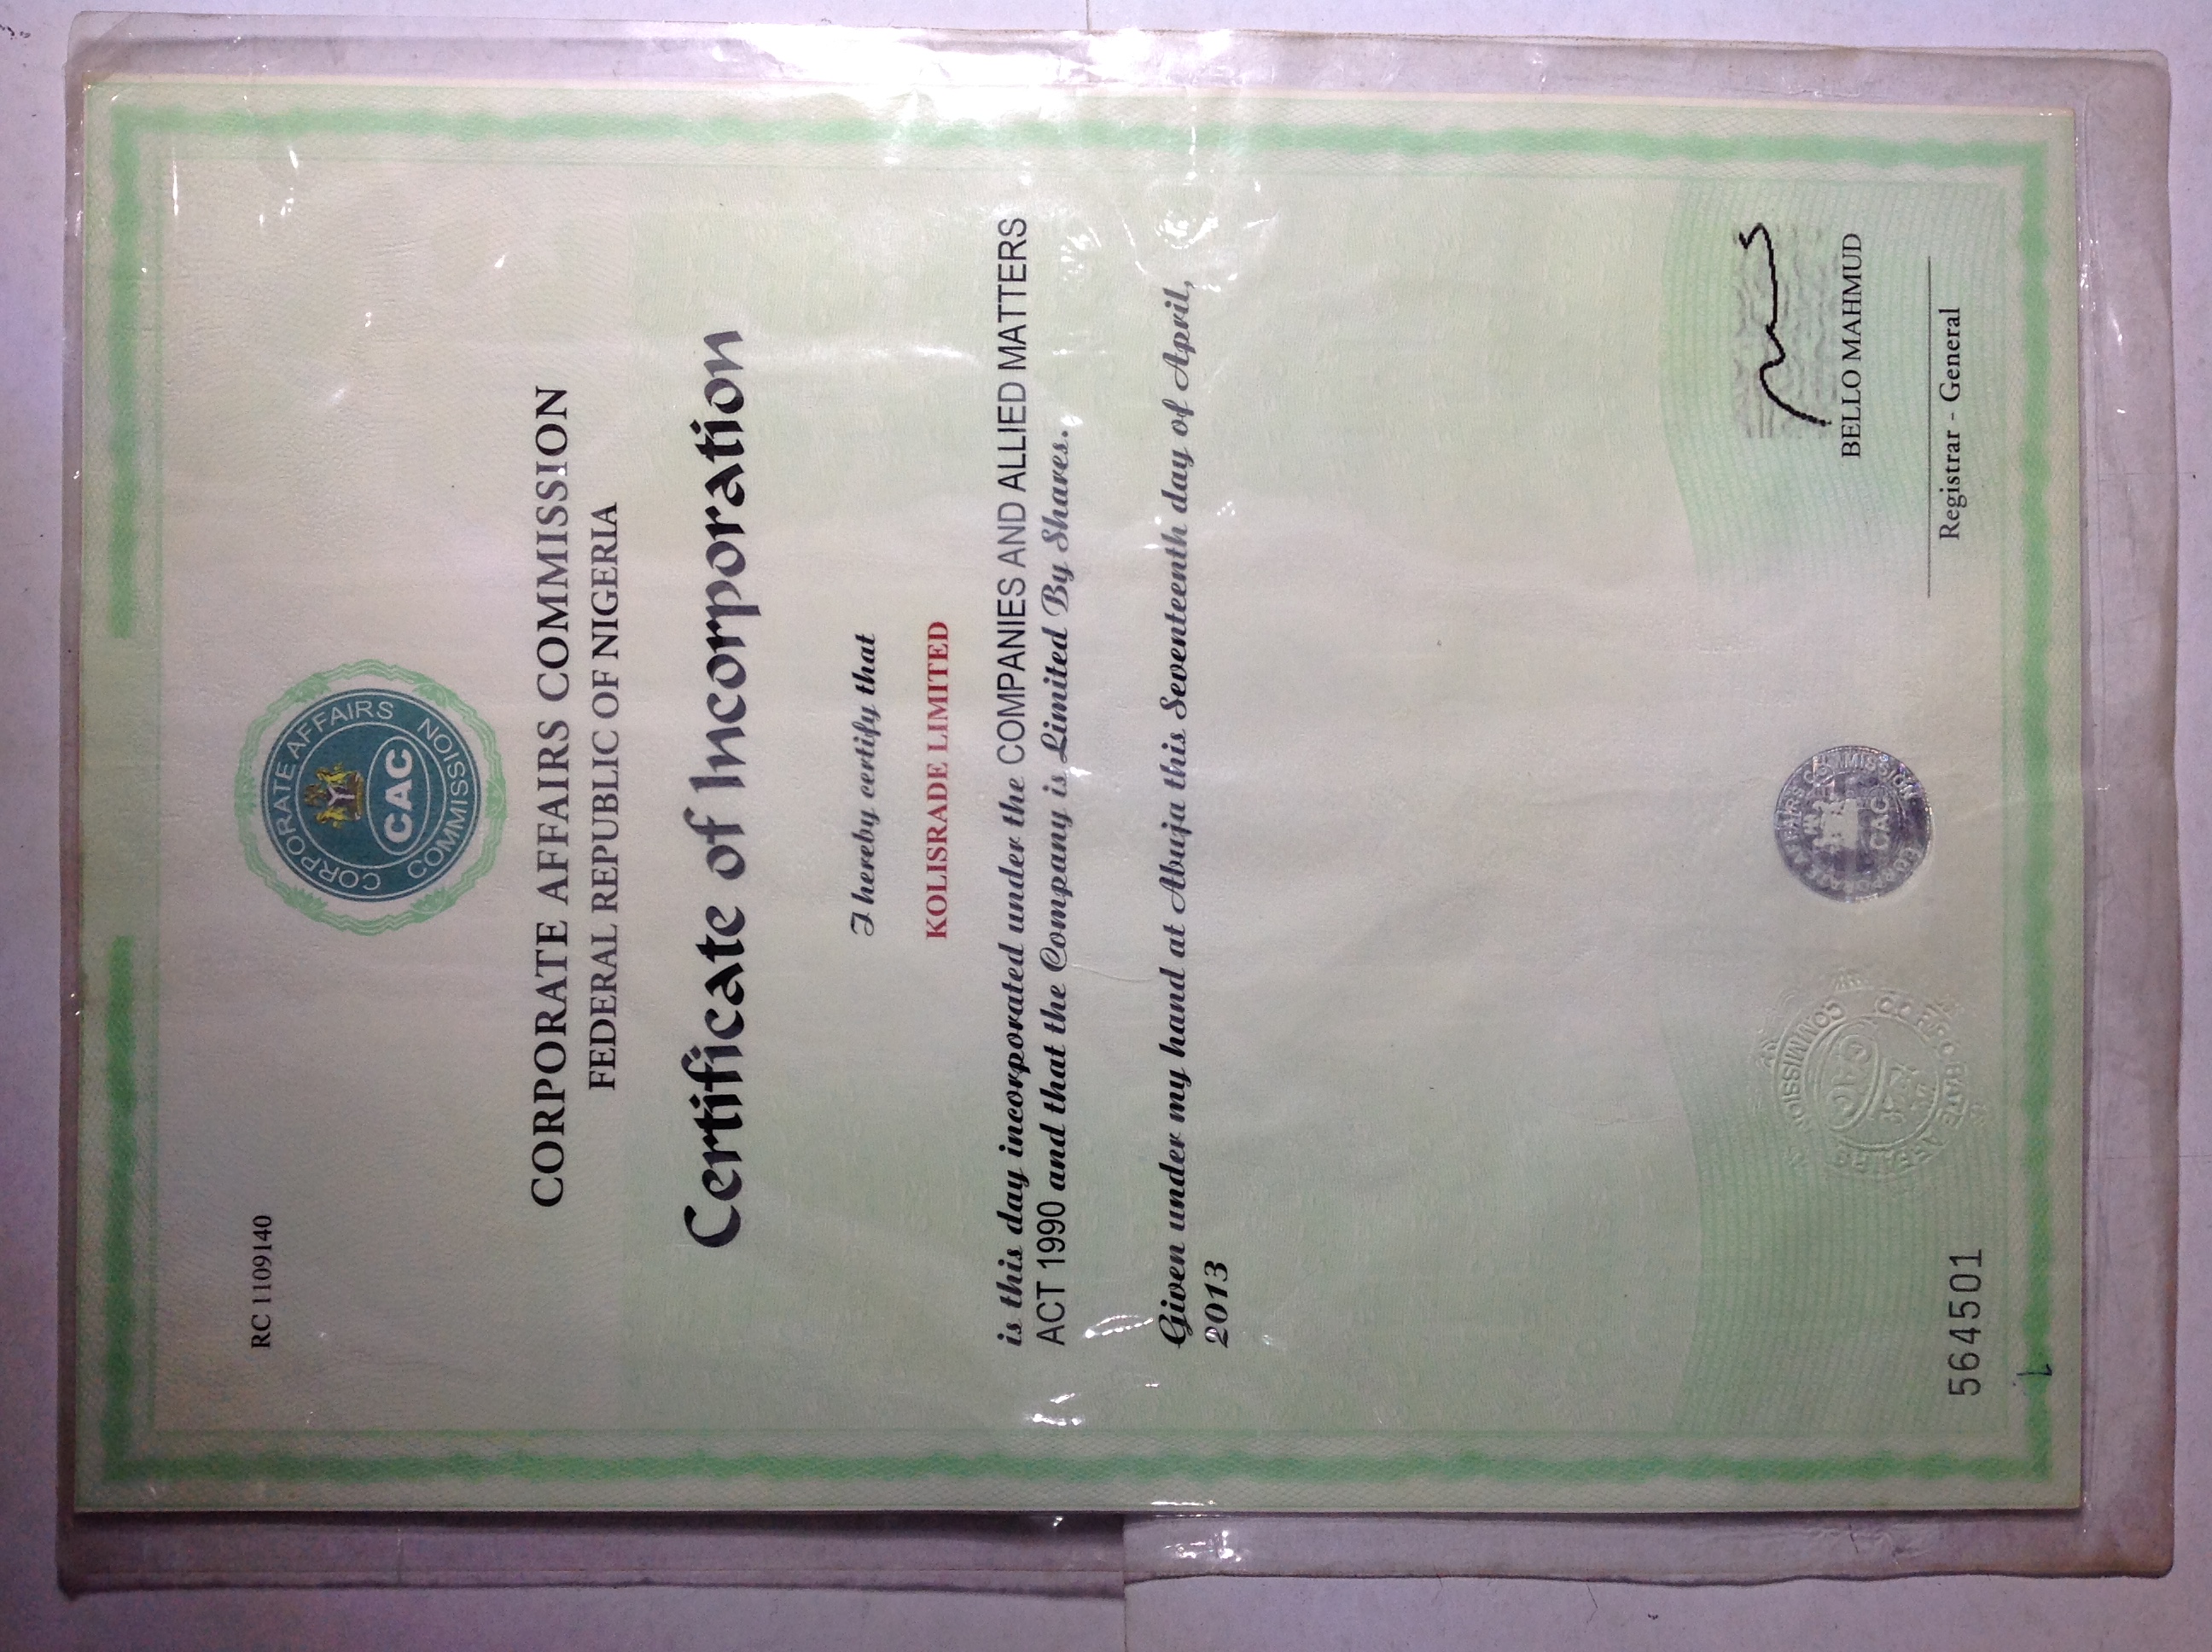 RC 1109140
CORPORATE AFFAIRS COMMISSION
CAC
CORPORATE AFFAIRS COMMISSION
FEDERAL REPUBLIC OF NIGERIA
Certificate of Incorporation
I hereby certify that
KOLISRADE LIMITED
is this day incorporated under the COMPANIES AND ALLIED MATTERS
ACT 1990 and that the Company is Limited By Shares.
Given under my hand at Abuja this Seventeenth day of April,
2013
CORPORATE AFFAIRS COMMISSION
CAC
CORPORATE AFFAIRS COMMISSION
CAC
BELLO MAHMUD
Registrar - General
564501